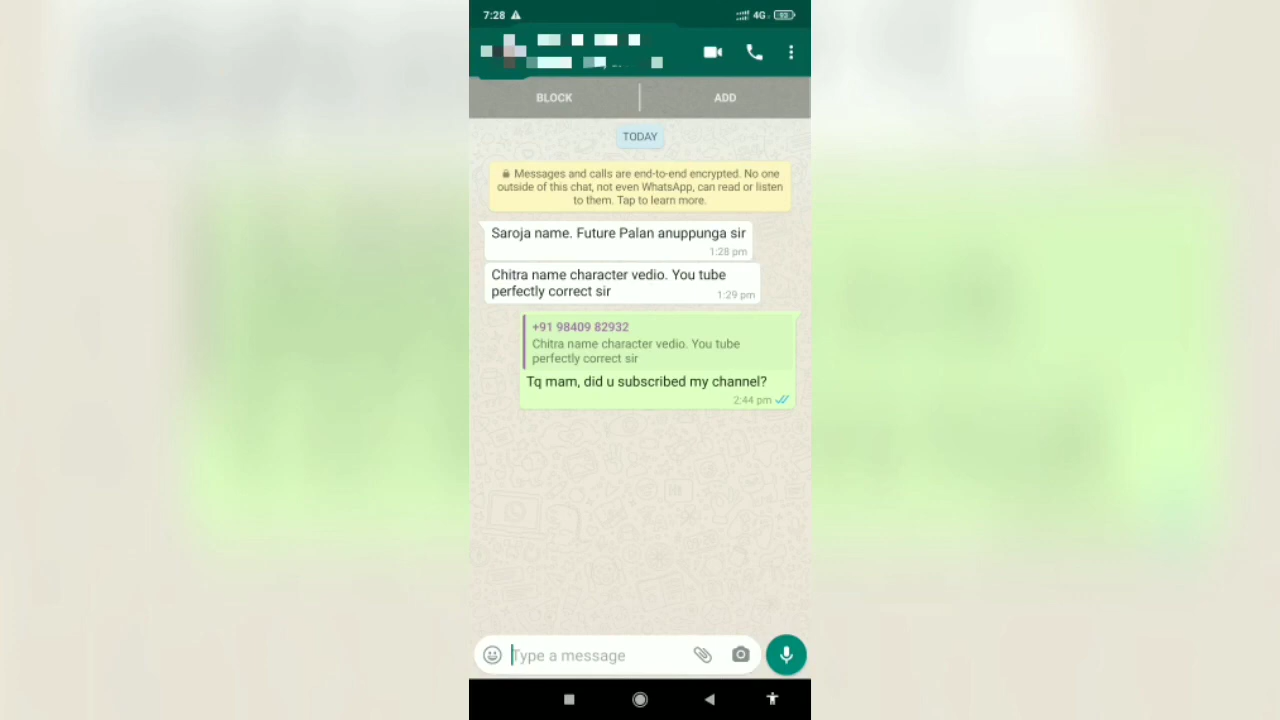 7:28
4G
93
BLOCK
ADD
TODAY
Messages and calls are end-to-end encrypted. No one
outside of this chat, not even WhatsApp, can read or listen
to them. Tap to learn more.
Saroja name. Future Palan anuppunga sir
1:28 pm
Chitra name character vedio. You tube
perfectly correct sir
1:29 pm
+91 98409 82932
Chitra name character vedio. You tube
perfectly correct sir
Tq mam, did u subscribed my channel?
2:44 pm
Type a message